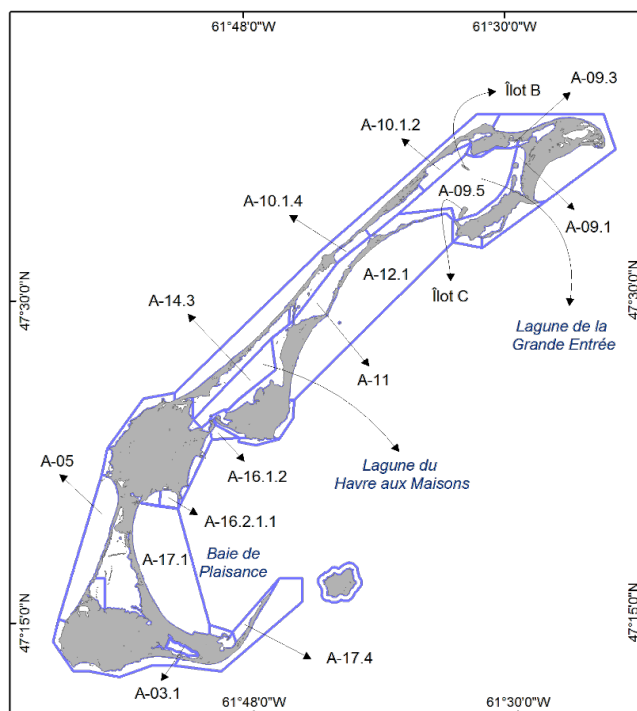 61°48'0"W
61°30'0"W
Îlot B
A-09.3
A-10.1.2
A-09.5
A-09.1
A-10.1.4
A-12.1
Îlot C
47°30'0"N
47°30'0"N
A-14.3
Lagune de la
Grande Entrée
A-11
A-05
A-16.1.2
Lagune du
Havre aux Maisons
A-16.2.1.1
A-17.1
Baie de
Plaisance
47°15'0"N
47°15'0"N
A-17.4
A-03.1
61°48'0"W
61°30'0"W